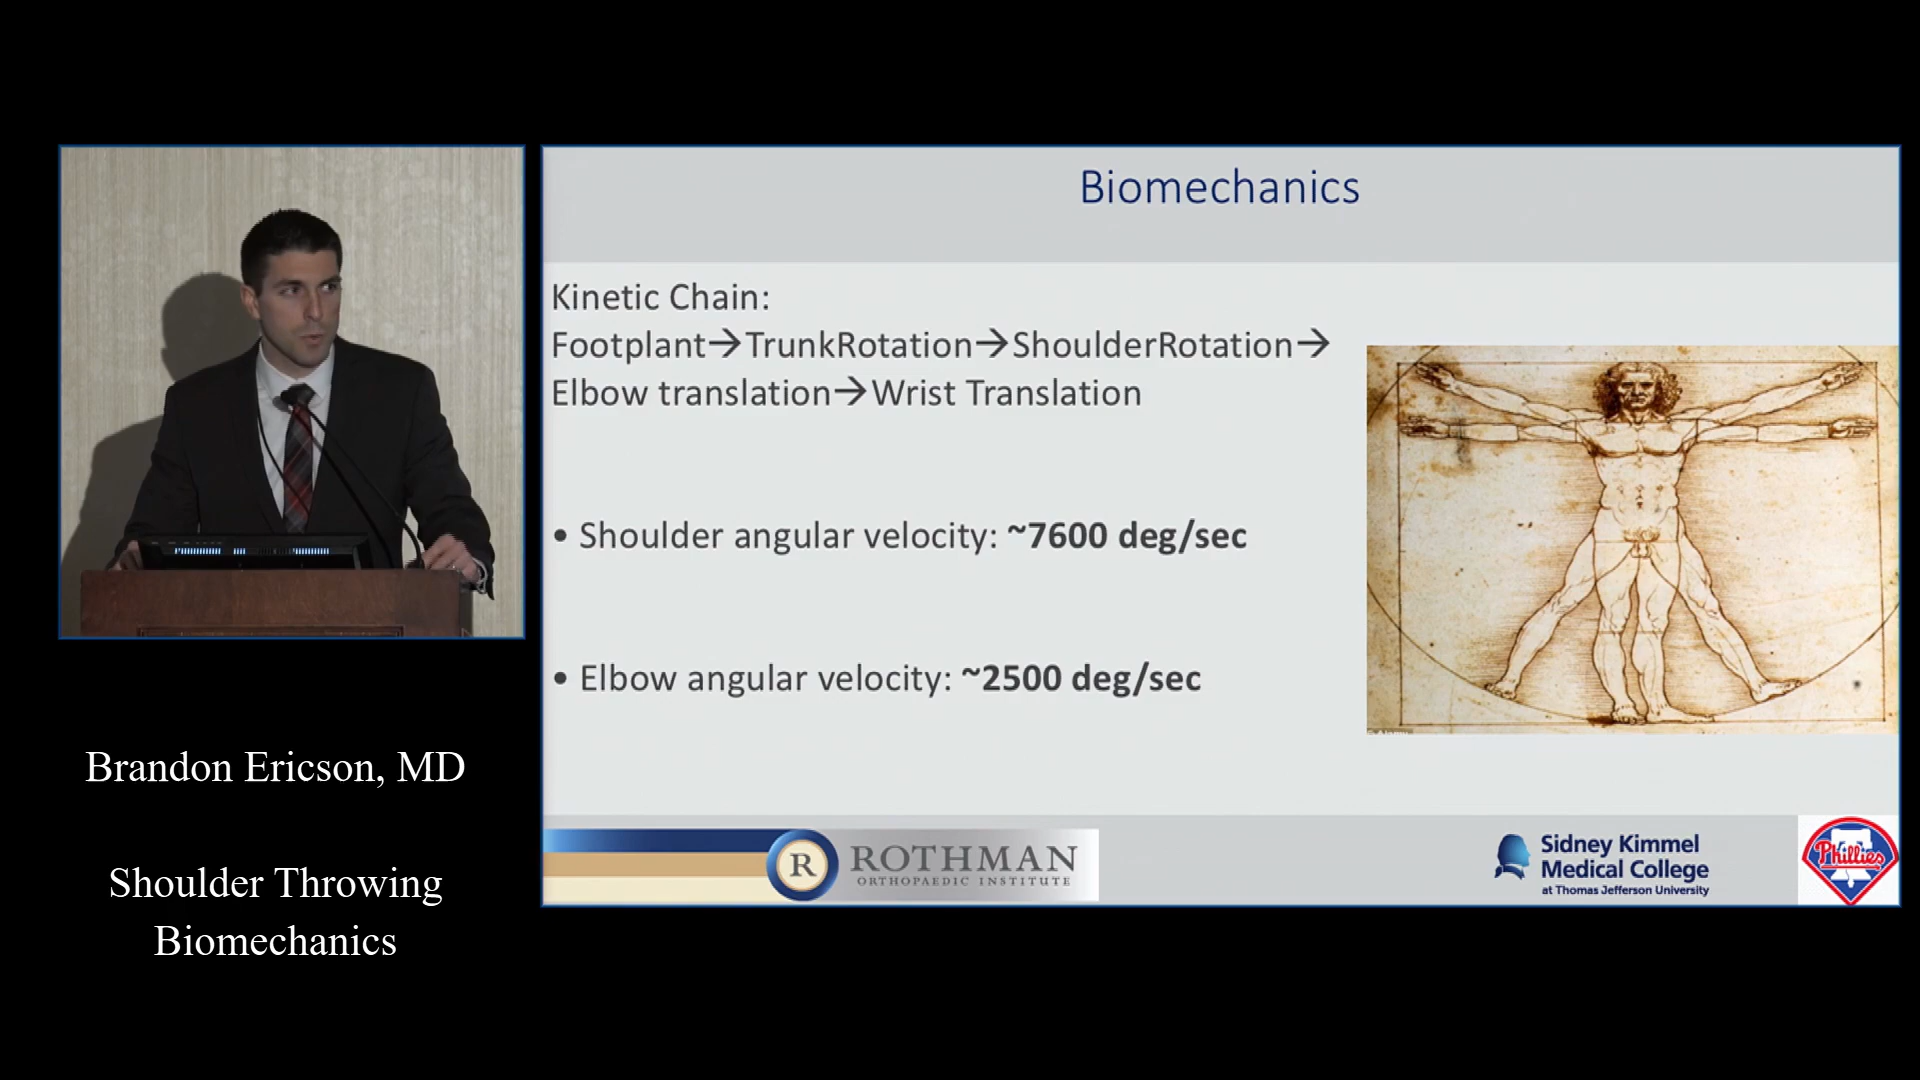 Biomechanics
Kinetic Chain:
Footplant→TrunkRotation→ShoulderRotation→
Elbow translation→Wrist Translation
• Shoulder angular velocity: ~7600 deg/sec
• Elbow angular velocity: ~2500 deg/sec
Brandon Ericson, MD
Shoulder Throwing
Biomechanics
R ROTHMAN
ORTHOPAEDIC INSTITUTE
Sidney Kimmel
Medical College
at Thomas Jefferson University
Phillies